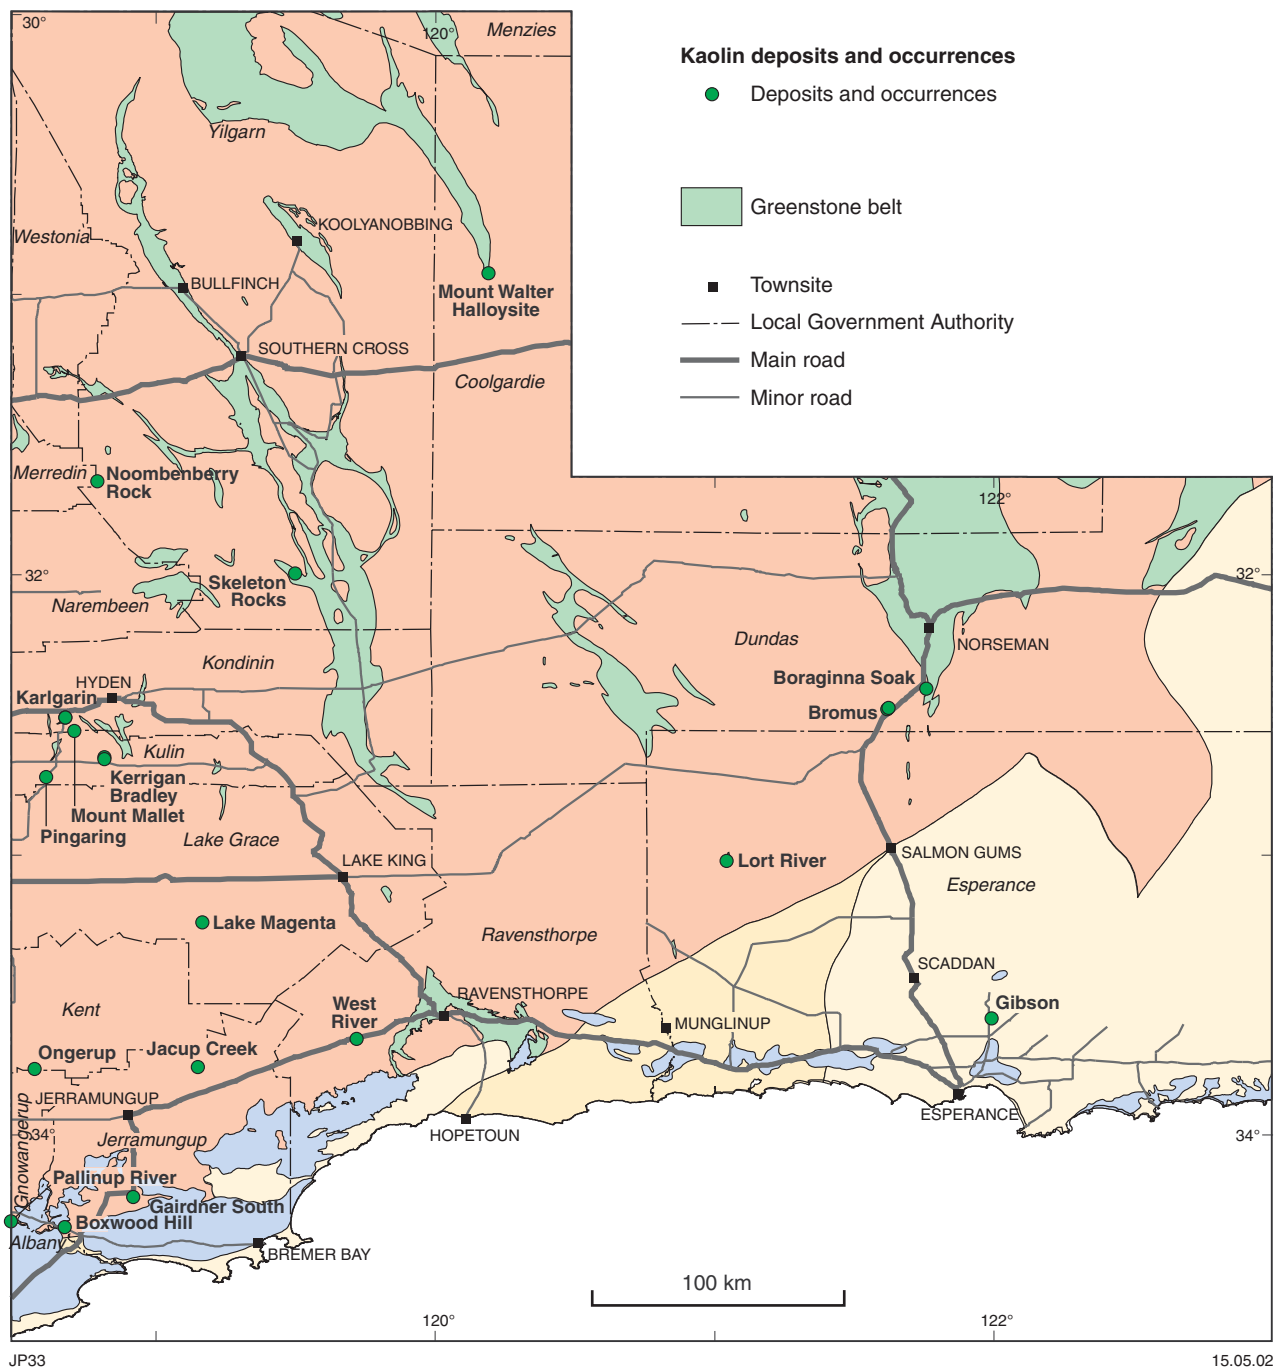 30°
120°
Menzies
Kaolin deposits and occurrences
Deposits and occurrences
Yilgarn
Greenstone belt
KOOLYANOBBING
Westonia
BULLFINCH
Mount Walter
Halloysite
Townsite
Local Government Authority
SOUTHERN CROSS
Main road
Coolgardie
Minor road
Merredin
Noombenberry
Rock
122°
32°
Skeleton
Rocks
32°
Narembeen
Dundas
NORSEMAN
Kondinin
Boraginna Soak
HYDEN
Karlgarin
Bromus
Kulin
Kerrigan
Bradley
Mount Mallet
Pingaring
Lake Grace
LAKE KING
Lort River
SALMON GUMS
Esperance
Lake Magenta
Ravensthorpe
SCADDAN
Kent
West
River
RAVENSTHORPE
Gibson
MUNGLINUP
Ongerup
Jacup Creek
JERRAMUNGUP
ESPERANCE
34°
Jerramungup
HOPETOUN
34°
Gnowangerup
Pallinup River
Gairdner South
Boxwood Hill
Albany
BREMER BAY
100 km
120°
122°
JP33
15.05.02